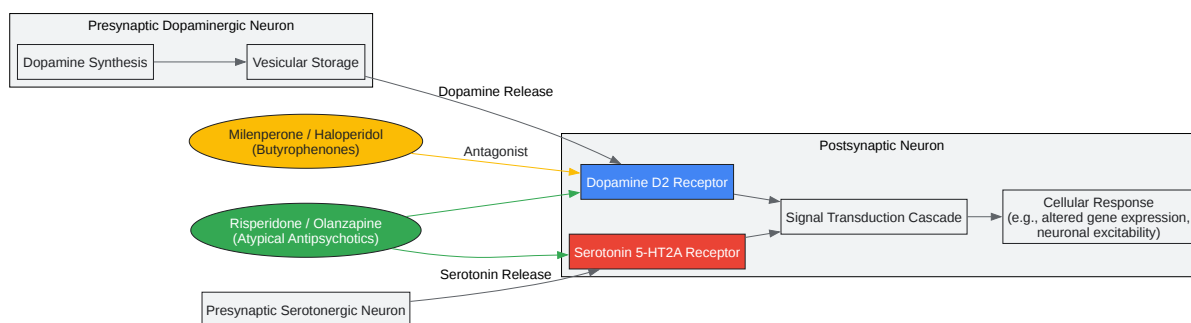 Presynaptic Dopaminergic Neuron
Dopamine Synthesis
Vesicular Storage
Dopamine Release
Milenperone / Haloperidol
(Butyrophenones)
Antagonist
Postsynaptic Neuron
Dopamine D2 Receptor
Risperidone / Olanzapine
(Atypical Antipsychotics)
Signal Transduction Cascade
Cellular Response
(e.g., altered gene expression,
neuronal excitability)
Serotonin 5-HT2A Receptor
Serotonin Release
Presynaptic Serotonergic Neuron